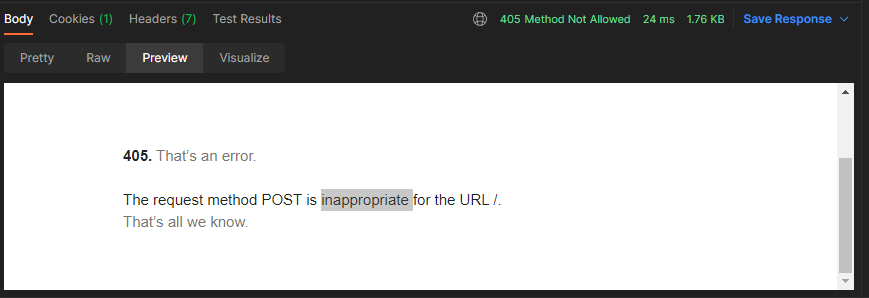 Body Cookies (1) Headers (7) Test Results 405 Method Not Allowed 24 ms 1.76 KB Save Response
Pretty Raw Preview Visualize
405. That’s an error.
The request method POST is inappropriate for the URL /.
That’s all we know.